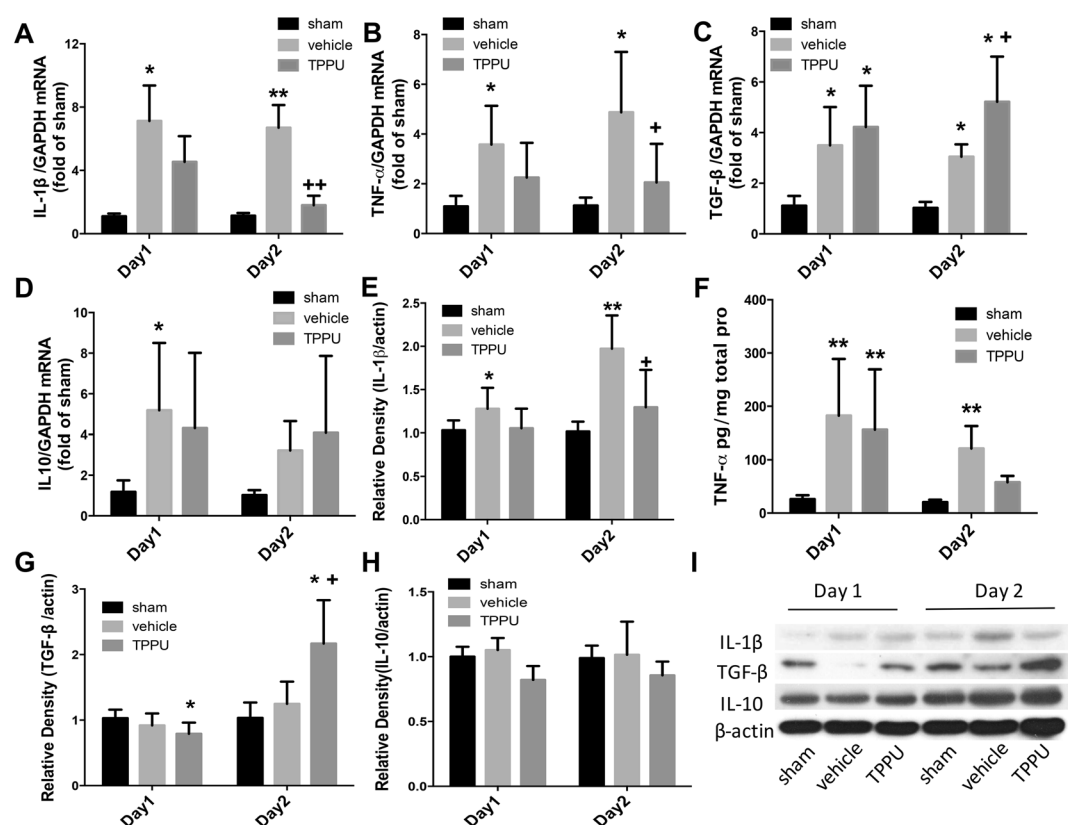 A
sham
vehicle
TPPU
IL-1β /GAPDH mRNA
(fold of sham)
12
9
6
3
0
*
**
++
Day1
Day2
B
sham
vehicle
TPPU
TNF-α/GAPDH mRNA
(fold of sham)
8
6
4
2
0
*
*
+
Day1
Day2
C
sham
vehicle
TPPU
TGF-β /GAPDH mRNA
(fold of sham)
8
6
4
2
0
*
*
*
* +
Day1
Day2
D
sham
vehicle
TPPU
IL10/GAPDH mRNA
(fold of sham)
10
8
6
4
2
0
*
Day1
Day2
E
sham
vehicle
TPPU
Relative Density (IL-1β/actin)
2.5
2.0
1.5
1.0
0.5
0.0
*
**
+
Day1
Day2
F
sham
vehicle
TPPU
TNF-α pg/mg total pro
400
300
200
100
0
**
**
**
Day1
Day2
G
sham
vehicle
TPPU
Relative Density (TGF-β /actin)
3
2
1
0
*
* +
Day1
Day2
H
sham
vehicle
TPPU
Relative Density(IL-10/actin)
1.5
1.0
0.5
0.0
Day1
Day2
I
Day 1
Day 2
IL-1β
TGF-β
IL-10
β-actin
sham
vehicle
TPPU
sham
vehicle
TPPU